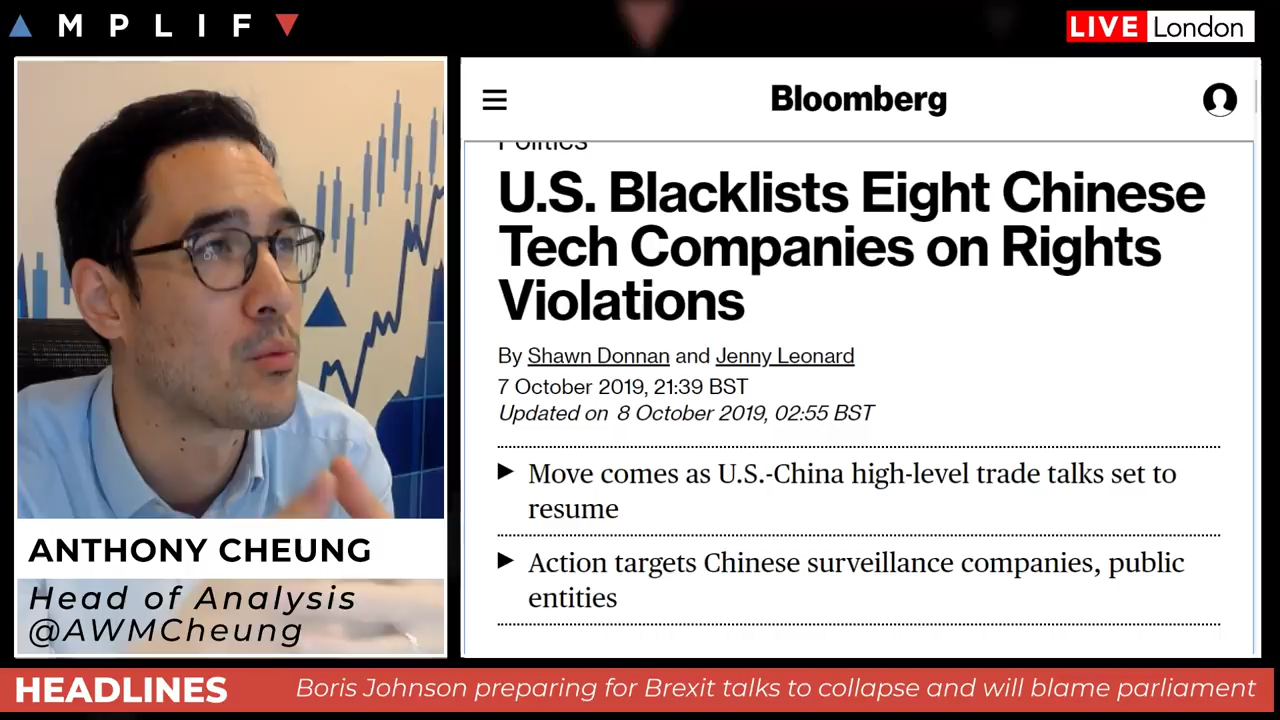 AMPLIFY
LIVE London
Bloomberg
Politics
U.S. Blacklists Eight Chinese
Tech Companies on Rights
Violations
By Shawn Donnan and Jenny Leonard
7 October 2019, 21:39 BST
Updated on 8 October 2019, 02:55 BST
Move comes as U.S.-China high-level trade talks set to
resume
Action targets Chinese surveillance companies, public
entities
ANTHONY CHEUNG
Head of Analysis
@AWMCheung
HEADLINES Boris Johnson preparing for Brexit talks to collapse and will blame parliament